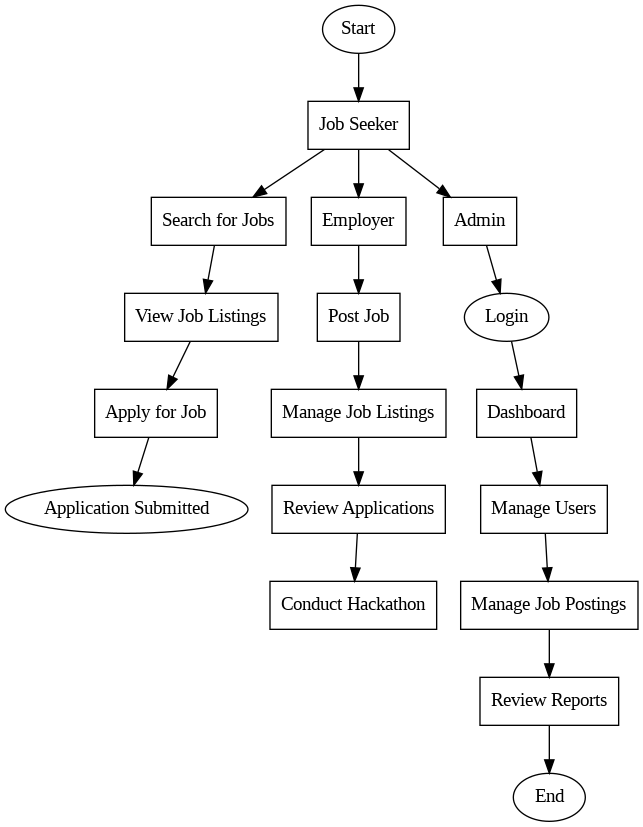 Start
Job Seeker
Search for Jobs
Employer
Admin
View Job Listings
Post Job
Login
Apply for Job
Manage Job Listings
Dashboard
Application Submitted
Review Applications
Manage Users
Conduct Hackathon
Manage Job Postings
Review Reports
End